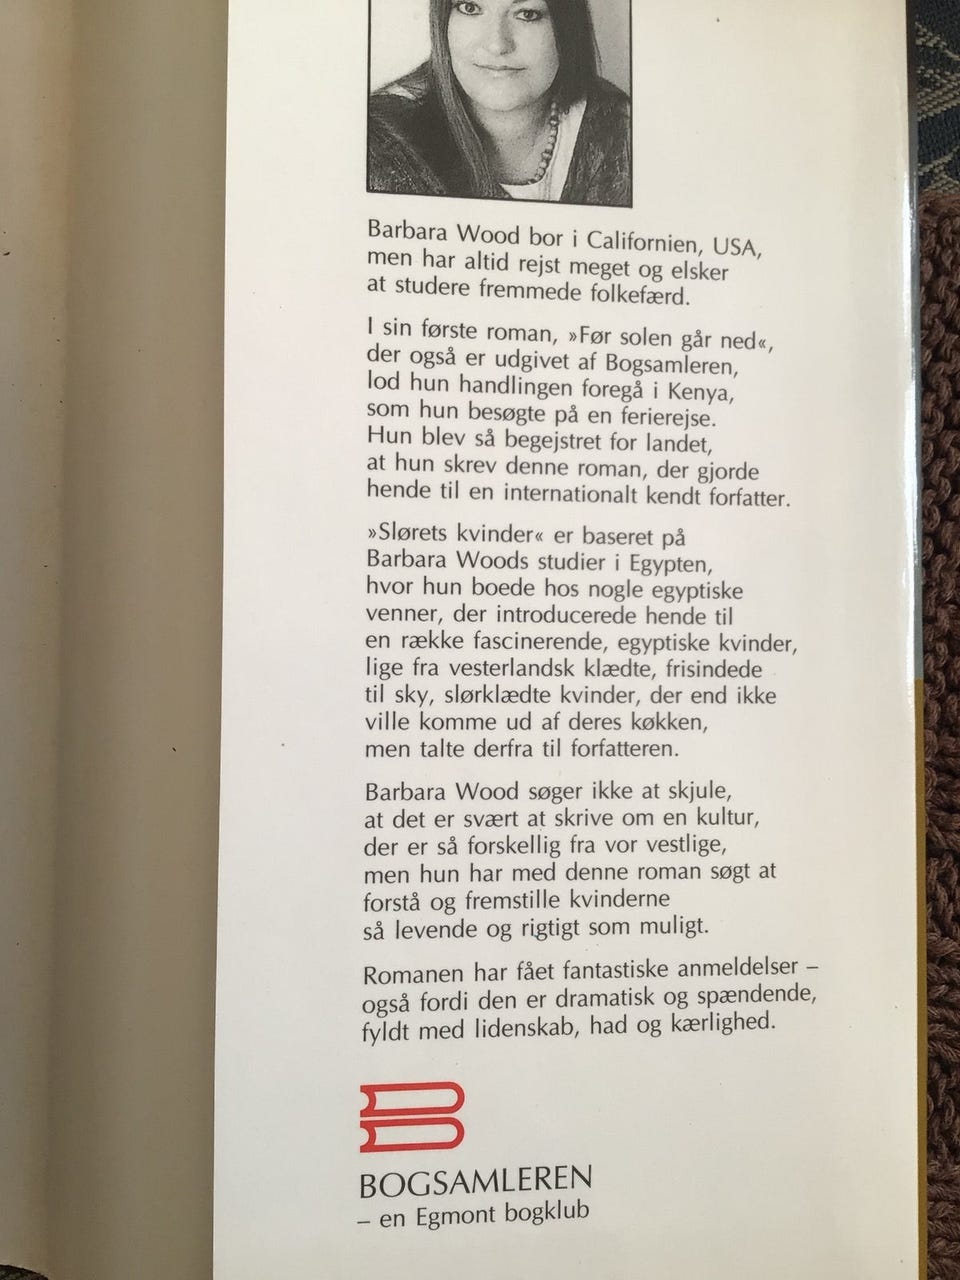 Barbara Wood bor i Californien, USA,
men har altid rejst meget og elsker
at studere fremmede folkefærd.
I sin første roman, »Før solen går ned«,
der også er udgivet af Bogsamleren,
lod hun handlingen foregå i Kenya,
som hun besøgte på en ferierejse.
Hun blev så begejstret for landet,
at hun skrev denne roman, der gjorde
hende til en internationalt kendt forfatter.
»Slørets kvinder« er baseret på
Barbara Woods studier i Egypten,
hvor hun boede hos nogle egyptiske
venner, der introducerede hende til
en række fascinerende, egyptiske kvinder,
lige fra vesterlandsk klædte, frisindede
til sky, slørklædte kvinder, der end ikke
ville komme ud af deres køkken,
men talte derfra til forfatteren.
Barbara Wood søger ikke at skjule,
at det er svært at skrive om en kultur,
der er så forskellig fra vor vestlige,
men hun har med denne roman søgt at
forstå og fremstille kvinderne
så levende og rigtigt som muligt.
Romanen har fået fantastiske anmeldelser –
også fordi den er dramatisk og spændende,
fyldt med lidenskab, had og kærlighed.
BOGSAMLEREN
– en Egmont bogklub